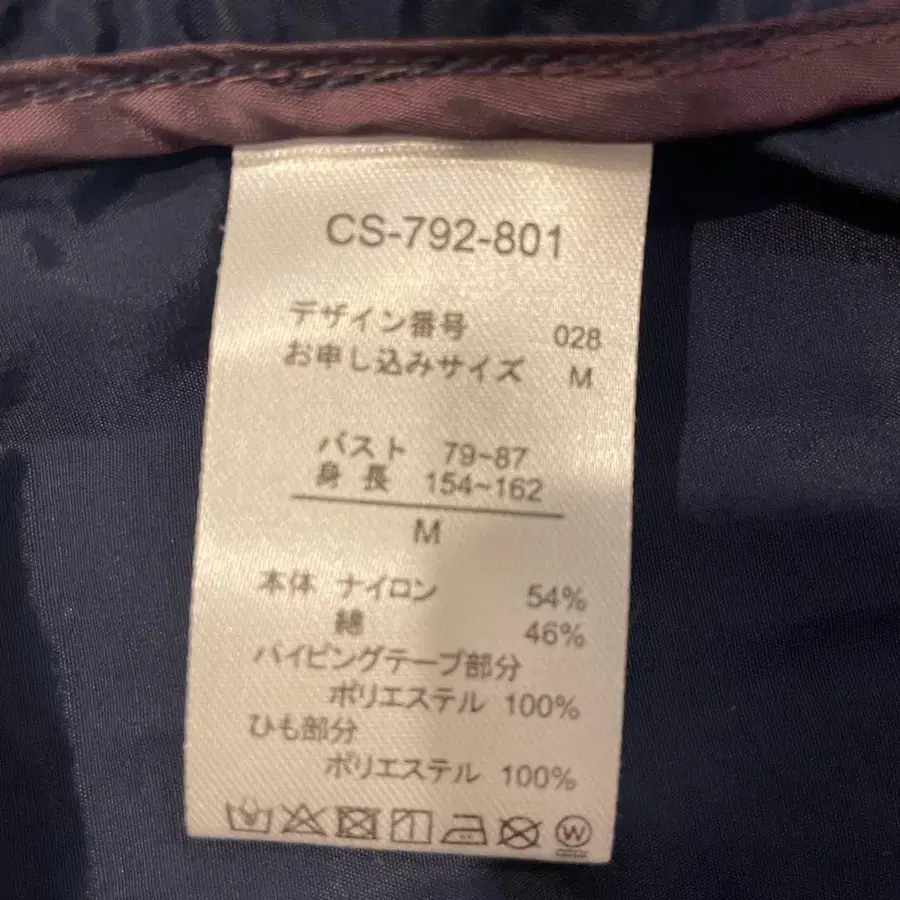 CS-792-801
デザイン番号 028
お申し込みサイズ M
バスト 79~87
身長 154~162
M
本体 ナイロン 54%
綿 46%
パイピングテープ部分
ポリエステル 100%
ひも部分
ポリエステル 100%
W